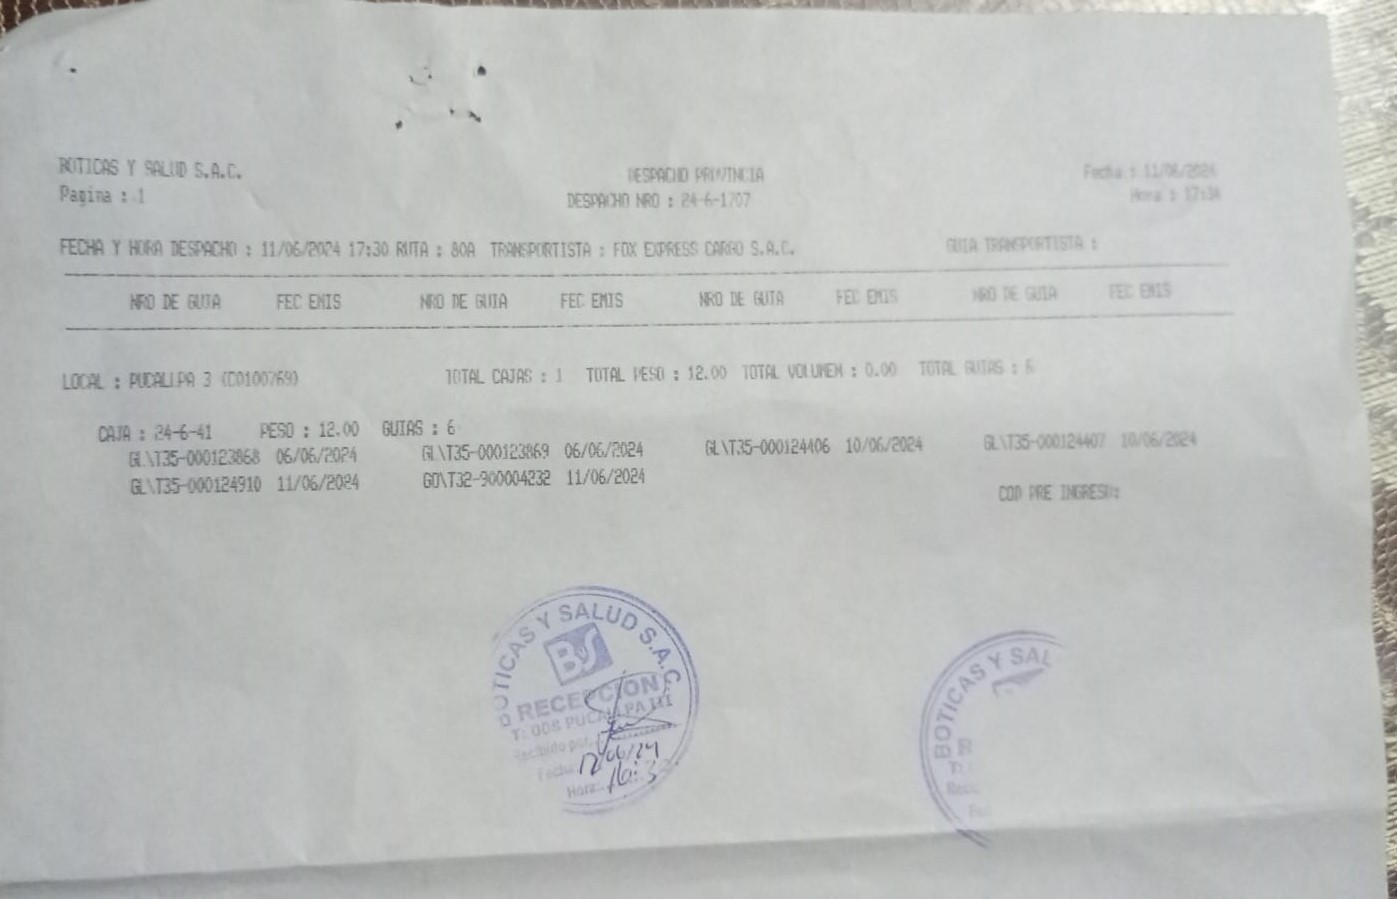 BOTICAS Y SALUD S.A.C. DESPACHO PROVINCIA Fecha : 11/06/2024
Pagina : 1 DESPACHO NRO : 24-6-1707 Hora : 17:34
FECHA Y HORA DESPACHO : 11/06/2024 17:30 RUTA : 80A TRANSPORTISTA : FOX EXPRESS CARGO S.A.C. GUIA TRANSPORTISTA :
NRO DE GUIA FEC EMIS NRO DE GUIA FEC EMIS NRO DE GUIA FEC EMIS NRO DE GUIA FEC EMIS
LOCAL : PUCALLPA 3 (C0100769) TOTAL CAJAS : 1 TOTAL PESO : 12.00 TOTAL VOLUMEN : 0.00 TOTAL GUIAS : 6
CAJA : 24-6-41 PESO : 12.00 GUIAS : 6
GL\T35-000123868 06/06/2024 GL\T35-000123869 06/06/2024 GL\T35-000124406 10/06/2024 GL\T35-000124407 10/06/2024
GL\T35-000124910 11/06/2024 GO\T32-900004232 11/06/2024
COD PRE INGRESO:
BOTICAS Y SALUD S.A.C.
BS
RECEPCION
PUCALLPA III
Recibido por:
Fecha: 12/06/24
Hora:
BOTICAS Y SAL
R